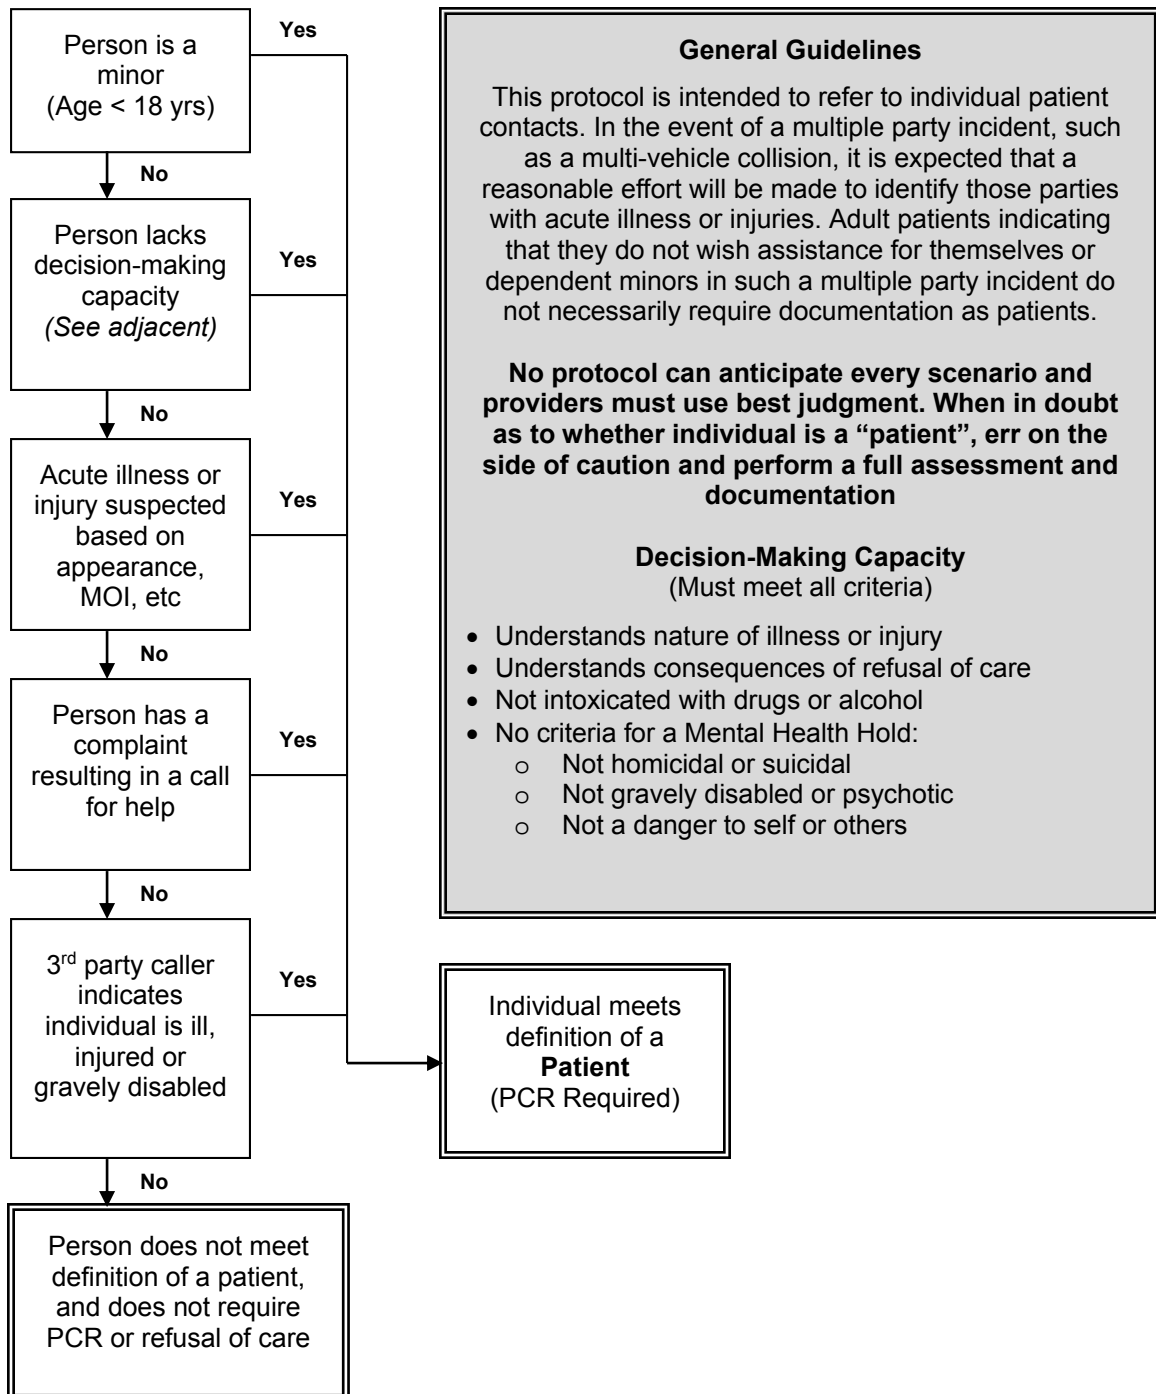 Person is a
minor
(Age < 18 yrs)
Yes
No
Person lacks
decision-making
capacity
(See adjacent)
Yes
No
Acute illness or
injury suspected
based on
appearance,
MOI, etc
Yes
No
Person has a
complaint
resulting in a call
for help
Yes
No
3rd party caller
indicates
individual is ill,
injured or
gravely disabled
Yes
No
Person does not meet
definition of a patient,
and does not require
PCR or refusal of care
Individual meets
definition of a
Patient
(PCR Required)
General Guidelines
This protocol is intended to refer to individual patient
contacts. In the event of a multiple party incident, such
as a multi-vehicle collision, it is expected that a
reasonable effort will be made to identify those parties
with acute illness or injuries. Adult patients indicating
that they do not wish assistance for themselves or
dependent minors in such a multiple party incident do
not necessarily require documentation as patients.
No protocol can anticipate every scenario and
providers must use best judgment. When in doubt
as to whether individual is a “patient”, err on the
side of caution and perform a full assessment and
documentation
Decision-Making Capacity
(Must meet all criteria)
• Understands nature of illness or injury
• Understands consequences of refusal of care
• Not intoxicated with drugs or alcohol
• No criteria for a Mental Health Hold:
o Not homicidal or suicidal
o Not gravely disabled or psychotic
o Not a danger to self or others